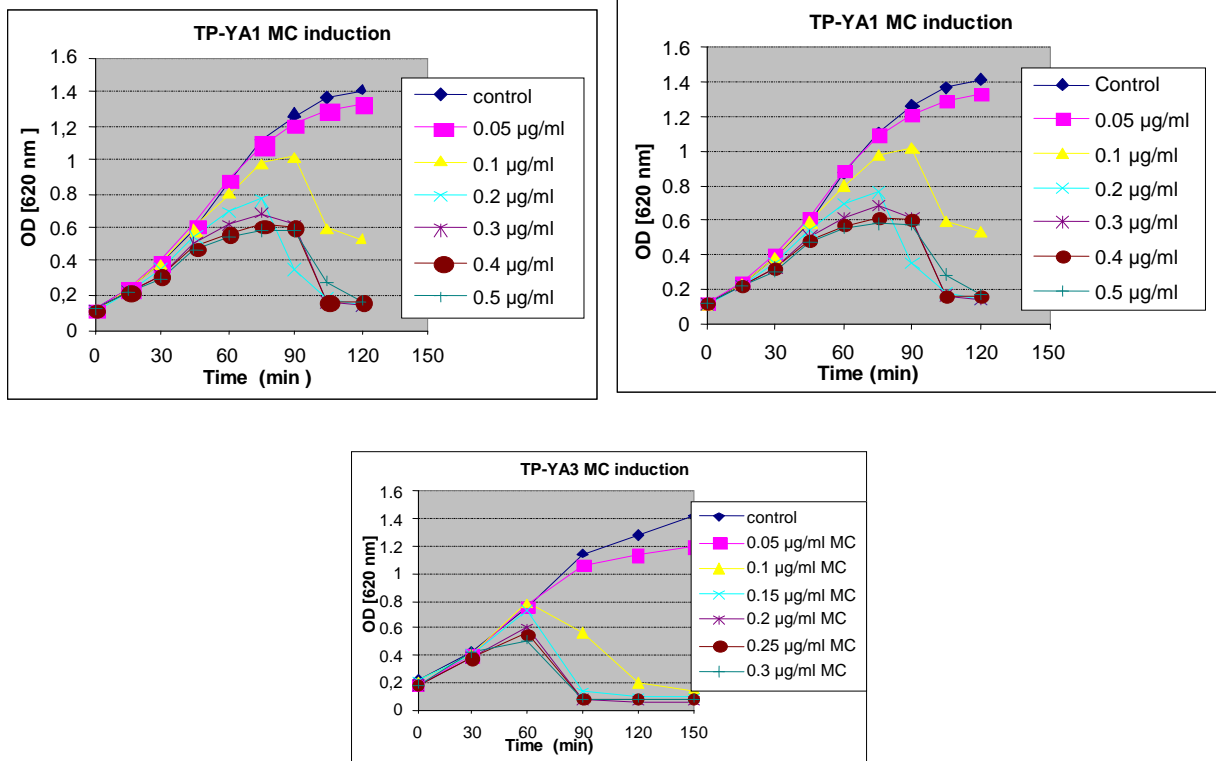 TP-YA1 MC induction
OD [620 nm ]
1.6
1.4
1,2
1
0.8
0.6
0.4
0,2
0
0 30 60 90 120 150
Time (min )
control
0.05 µg/ml
0.1 µg/ml
0.2 µg/ml
0.3 µg/ml
0.4 µg/ml
0.5 µg/ml
TP-YA1 MC induction
OD [620 nm]
1.6
1.4
1.2
1
0.8
0.6
0.4
0.2
0
0 30 60 90 120 150
Time (min)
Control
0.05 µg/ml
0.1 µg/ml
0.2 µg/ml
0.3 µg/ml
0.4 µg/ml
0.5 µg/ml
TP-YA3 MC induction
OD [620 nm]
1.6
1.4
1.2
1
0.8
0.6
0.4
0,2
0
0 30 60 90 120 150
Time (min)
control
0.05 µg/ml MC
0.1 µg/ml MC
0.15 µg/ml MC
0.2 µg/ml MC
0.25 µg/ml MC
0.3 µg/ml MC